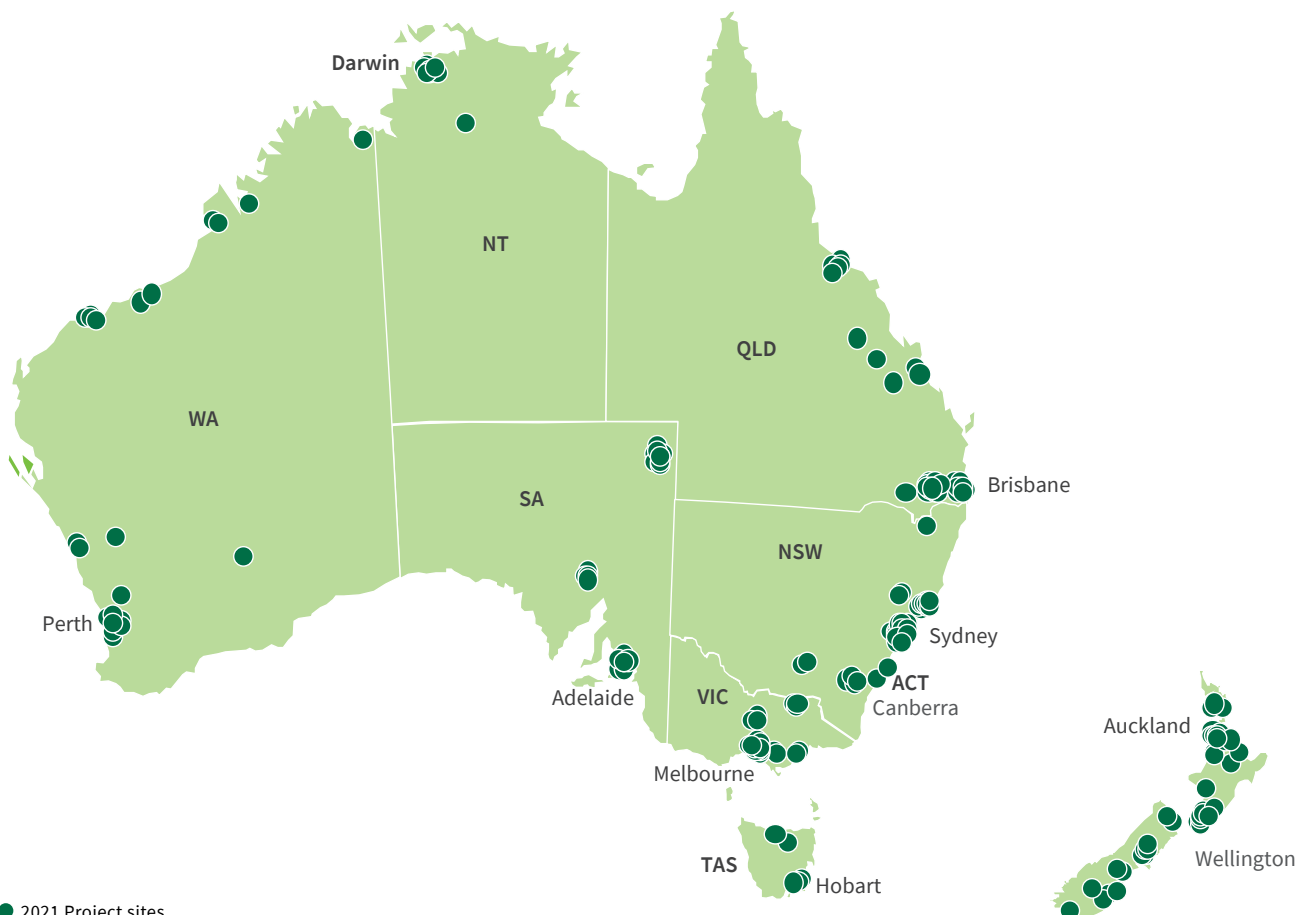 Darwin
NT
QLD
WA
SA
Brisbane
NSW
Perth
Sydney
ACT
Adelaide
VIC
Canberra
Auckland
Melbourne
Wellington
TAS
Hobart
2021 Project sites